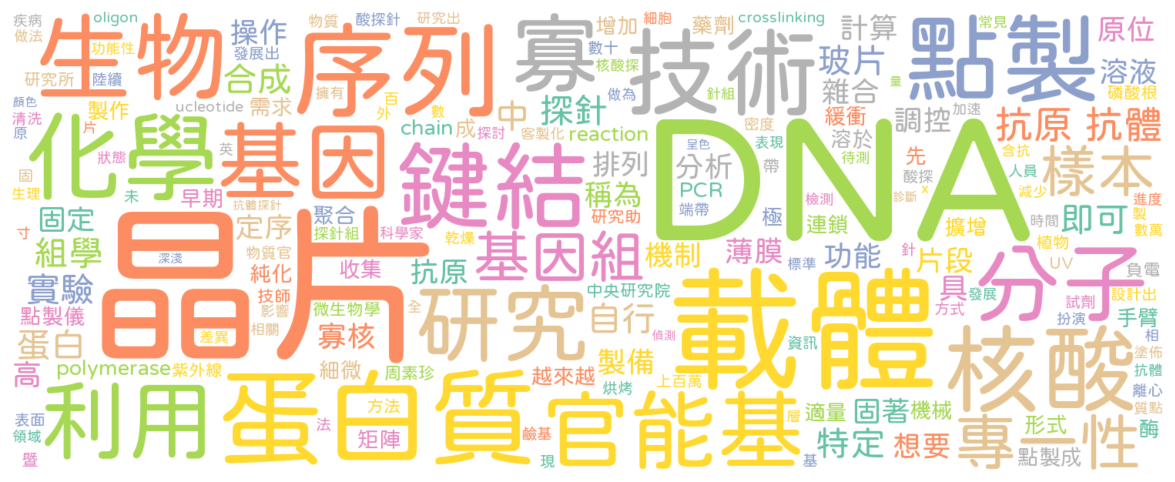 疾病
oligon
做法
功能性
操作
發展出
研究所
陸續
合成
生物
序列
寡
技術
點製
物質
酸探針
研究出
增加
細胞
藥劑
crosslinking
計算
常見
原位
數十
核酸探
做為
針組
玻片
雜合
量
溶液
磷酸根
顏色
清洗
原
片
製作
ucleotide
需求
擁有
百
外
數
中
探針
客製化
密度
緩衝
調控
加速
化學
基因
狀態
英
chain
成
探討
reaction
表現
呈色
溶於
待測
先
抗原
抗體
含抗
人員
酸探
固
生理
未
早期
抗體探針
鍵結
排列
稱為
分析
PCR
帶
端帶
DNA
檢測
診斷
x
減少
樣本
進度
製
數萬
寸
固定
組學
定序
聚合
探針組
科學家
研究助
極
連鎖
擴增
時間
植物
即可
晶片
深淺
物質官
純化
收集
乾燥
抗原
基因組
機制
薄膜
標準
功能
針
片段
UV
負電
實驗
點製儀
技師
影響
相關
差異
微生物學
全
中央研究院
具
方式
發展
分子
試劑
設計出
扮演
手臂
相
蛋白
高
寡核
研究
自行
偵測
載體
資訊
核酸
塗佈
抗體
polymerase
紫外線
細微
周素珍
越來越
製備
烘烤
上百萬
離心
質點
表面
領域
暨
利用
蛋白質
方法
法
矩陣
鹼基
現
官能基
層
基
適量
固著
機械
特定
想要
專一性
形式
點製成
酶